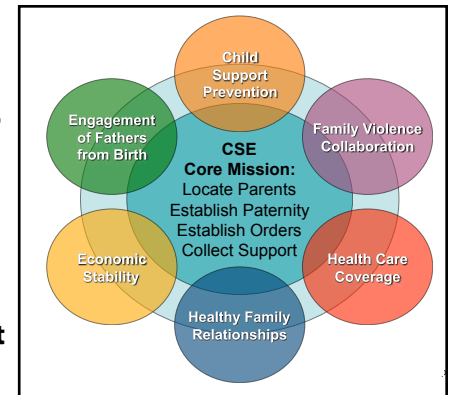 Child
Support
Prevention
Engagement
of Fathers
from Birth
Family Violence
Collaboration
CSE
Core Mission:
Locate Parents
Establish Paternity
Establish Orders
Collect Support
Economic
Stability
Health Care
Coverage
Healthy Family
Relationships
t